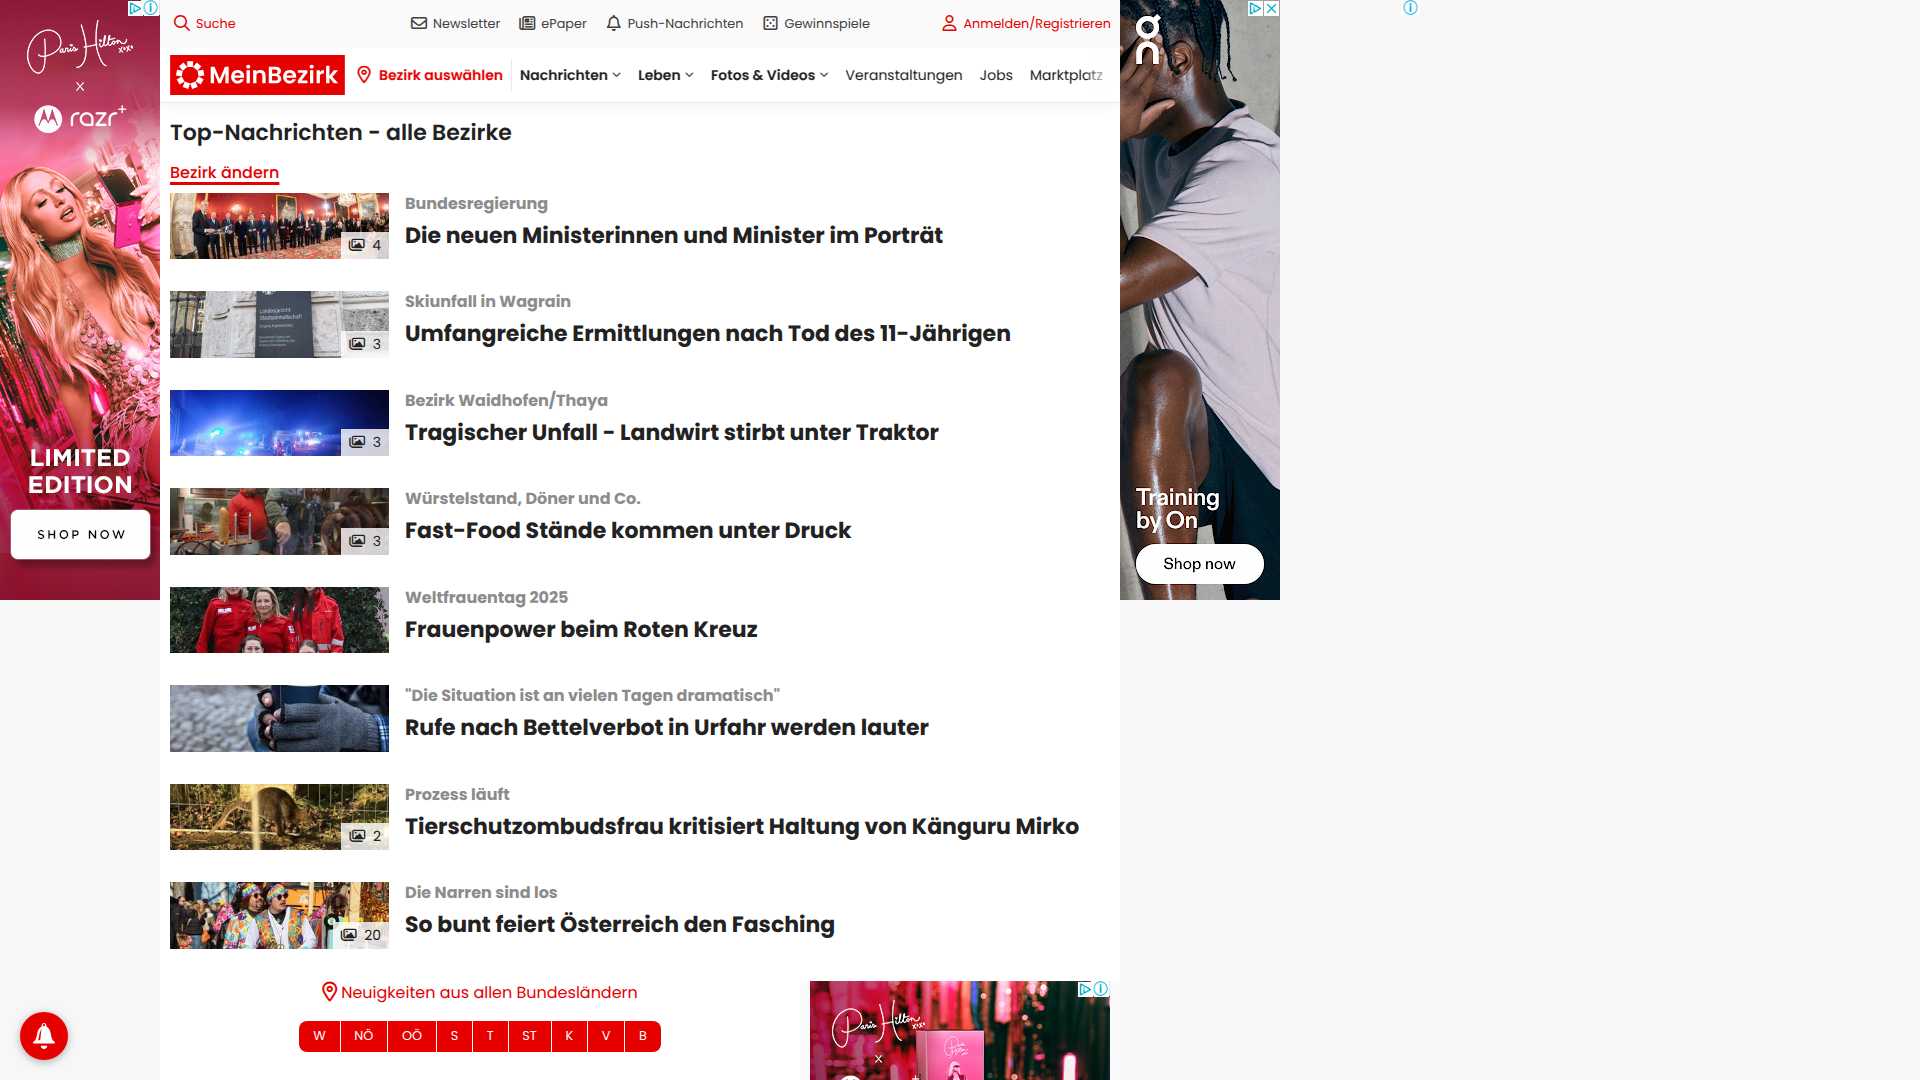 Paris Hilton
xoxo
x
razr+
LIMITED
EDITION
SHOP NOW
Suche
Newsletter
ePaper
Push-Nachrichten
Gewinnspiele
Anmelden/Registrieren
MeinBezirk
Bezirk auswählen
Nachrichten
Leben
Fotos & Videos
Veranstaltungen
Jobs
Marktplatz
Top-Nachrichten - alle Bezirke
Bezirk ändern
4
Bundesregierung
Die neuen Ministerinnen und Minister im Porträt
3
Skiunfall in Wagrain
Umfangreiche Ermittlungen nach Tod des 11-Jährigen
3
Bezirk Waidhofen/Thaya
Tragischer Unfall - Landwirt stirbt unter Traktor
3
Würstelstand, Döner und Co.
Fast-Food Stände kommen unter Druck
Weltfrauentag 2025
Frauenpower beim Roten Kreuz
"Die Situation ist an vielen Tagen dramatisch"
Rufe nach Bettelverbot in Urfahr werden lauter
2
Prozess läuft
Tierschutzombudsfrau kritisiert Haltung von Känguru Mirko
20
Die Narren sind los
So bunt feiert Österreich den Fasching
Neuigkeiten aus allen Bundesländern
W NÖ OÖ S T ST K V B
Paris Hilton
xoxo
x
on
Training
by On
Shop now